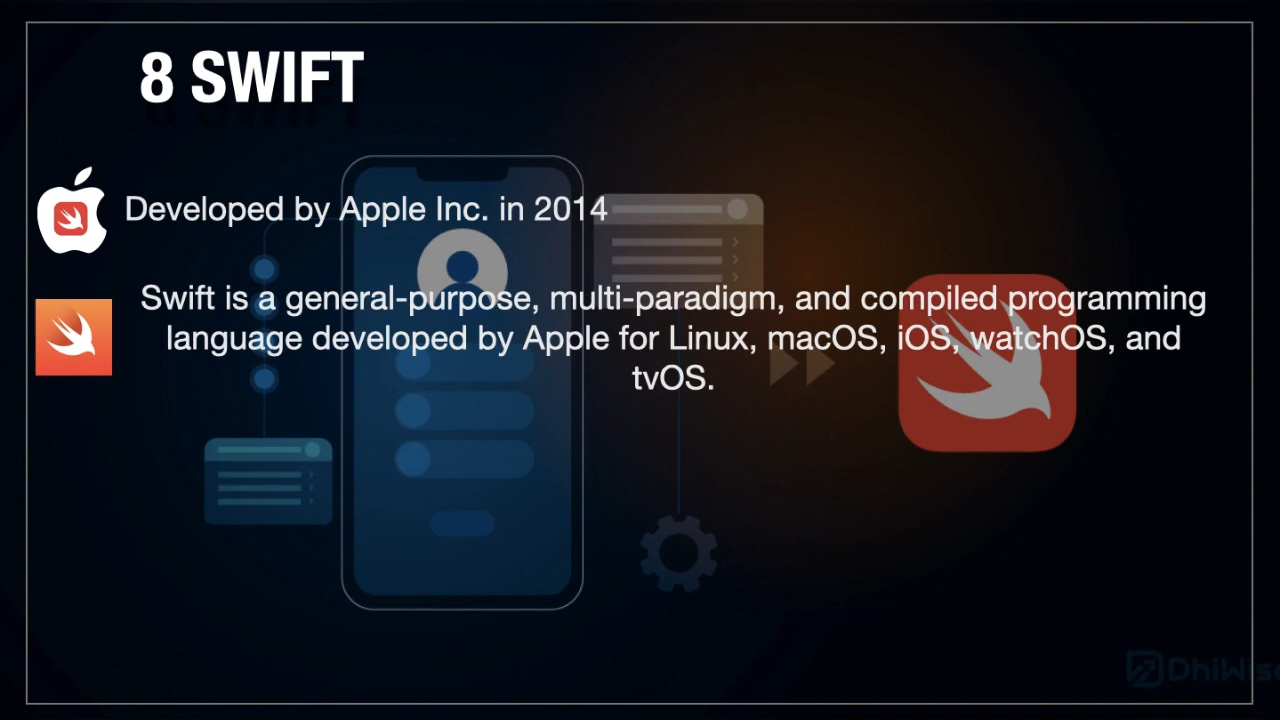 8 SWIFT
Developed by Apple Inc. in 2014
Swift is a general-purpose, multi-paradigm, and compiled programming
language developed by Apple for Linux, macOS, iOS, watchOS, and
tvOS.